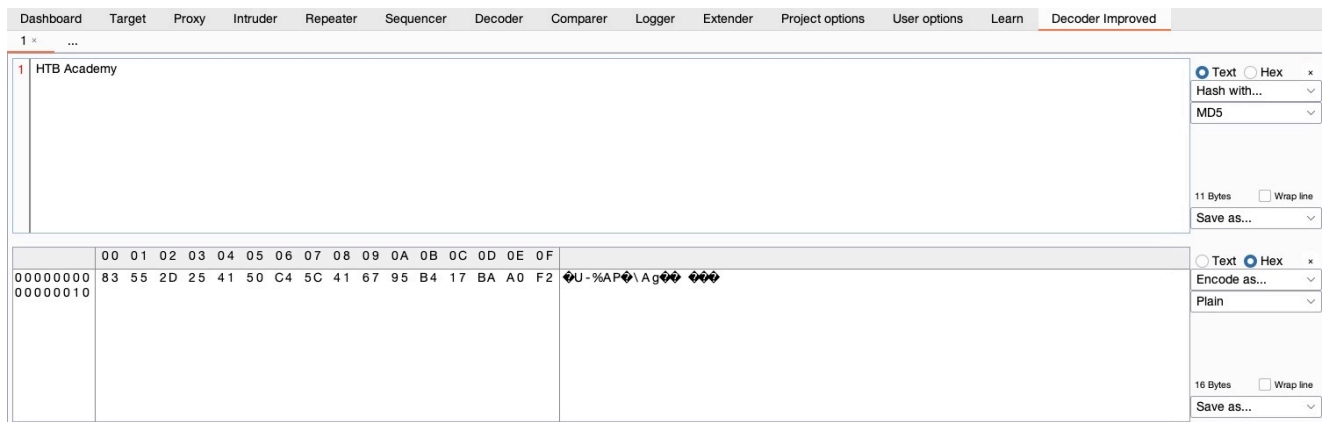 Dashboard Target Proxy Intruder Repeater Sequencer Decoder Comparer Logger Extender Project options User options Learn Decoder Improved
1 × ...
1 HTB Academy
Text Hex ×
Hash with...
MD5
11 Bytes Wrap line
Save as...
00 01 02 03 04 05 06 07 08 09 0A 0B 0C 0D 0E 0F
00000000 83 55 2D 25 41 50 C4 5C 41 67 95 B4 17 BA A0 F2 �U-%AP�\Ag�� ���
00000010
Text Hex ×
Encode as...
Plain
16 Bytes Wrap line
Save as...